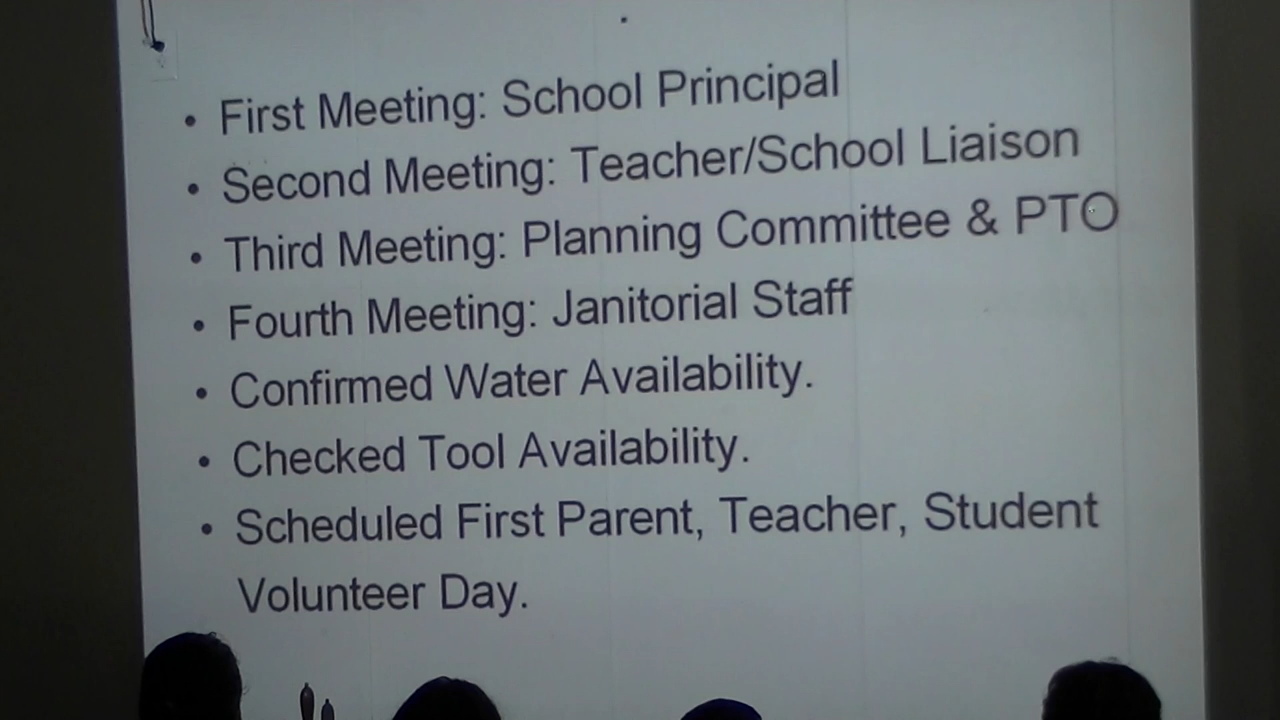 • First Meeting: School Principal
• Second Meeting: Teacher/School Liaison
• Third Meeting: Planning Committee & PTO
• Fourth Meeting: Janitorial Staff
• Confirmed Water Availability.
• Checked Tool Availability.
• Scheduled First Parent, Teacher, Student
Volunteer Day.